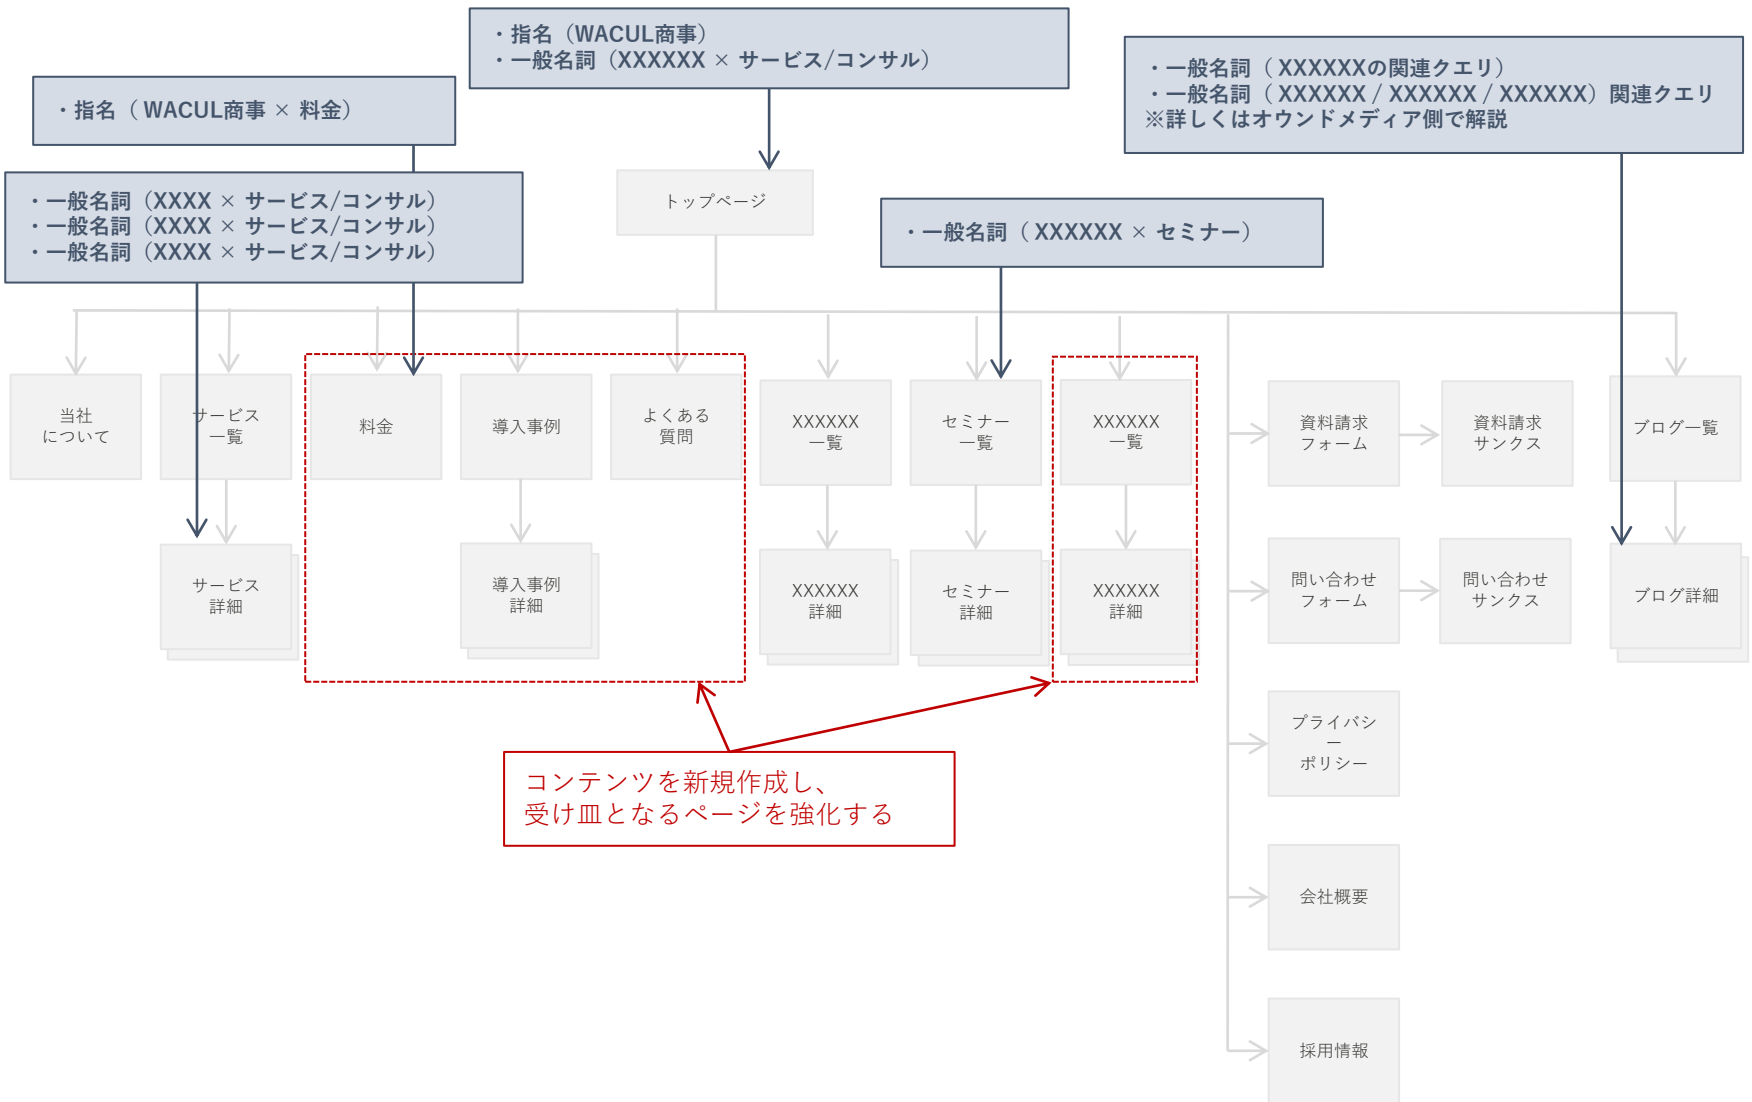 ・指名（WACUL商事）
・一般名詞（XXXXXX × サービス/コンサル）
・一般名詞（ XXXXXXの関連クエリ）
・一般名詞（ XXXXXX / XXXXXX / XXXXXX）関連クエリ
※詳しくはオウンドメディア側で解説
・指名（ WACUL商事 × 料金）
・一般名詞（XXXX × サービス/コンサル）
・一般名詞（XXXX × サービス/コンサル）
・一般名詞（XXXX × サービス/コンサル）
トップページ
・一般名詞（ XXXXXX × セミナー）
当社
について
サービス
一覧
料金
導入事例
よくある
質問
XXXXXX
一覧
セミナー
一覧
XXXXXX
一覧
資料請求
フォーム
資料請求
サンクス
ブログ一覧
サービス
詳細
導入事例
詳細
XXXXXX
詳細
セミナー
詳細
XXXXXX
詳細
問い合わせ
フォーム
問い合わせ
サンクス
ブログ詳細
プライバシ
ー
ポリシー
コンテンツを新規作成し、
受け皿となるページを強化する
会社概要
採用情報